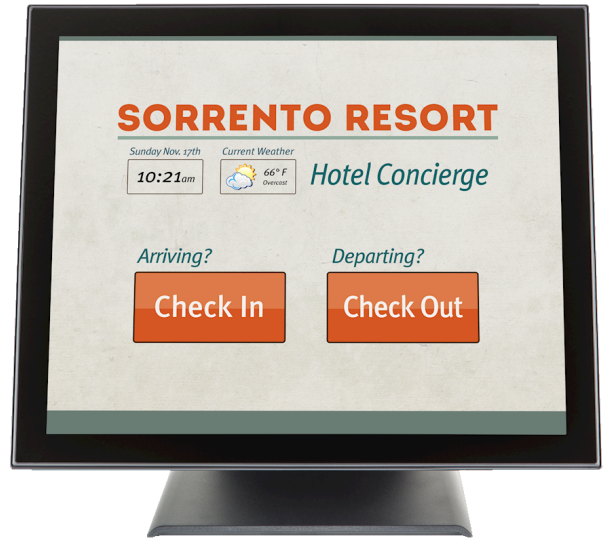 SORRENTO RESORT
Sunday Nov. 17th
Current Weather
10:21am
66° F
Overcast
Hotel Concierge
Arriving?
Departing?
Check In
Check Out